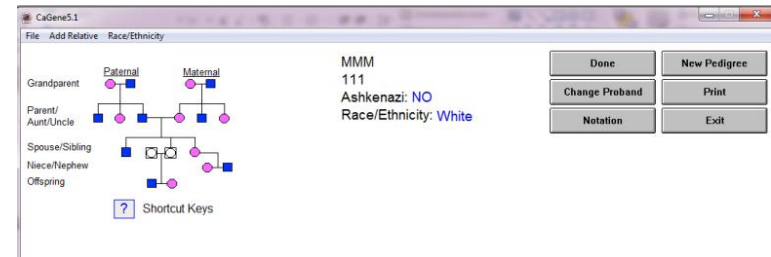 CaGene5.1
File Add Relative Race/Ethnicity
Paternal Maternal
Grandparent
Parent/
Aunt/Uncle
Spouse/Sibling
Niece/Nephew
Offspring
? Shortcut Keys
MMM
111
Ashkenazi: NO
Race/Ethnicity: White
Done New Pedigree
Change Proband Print
Notation Exit